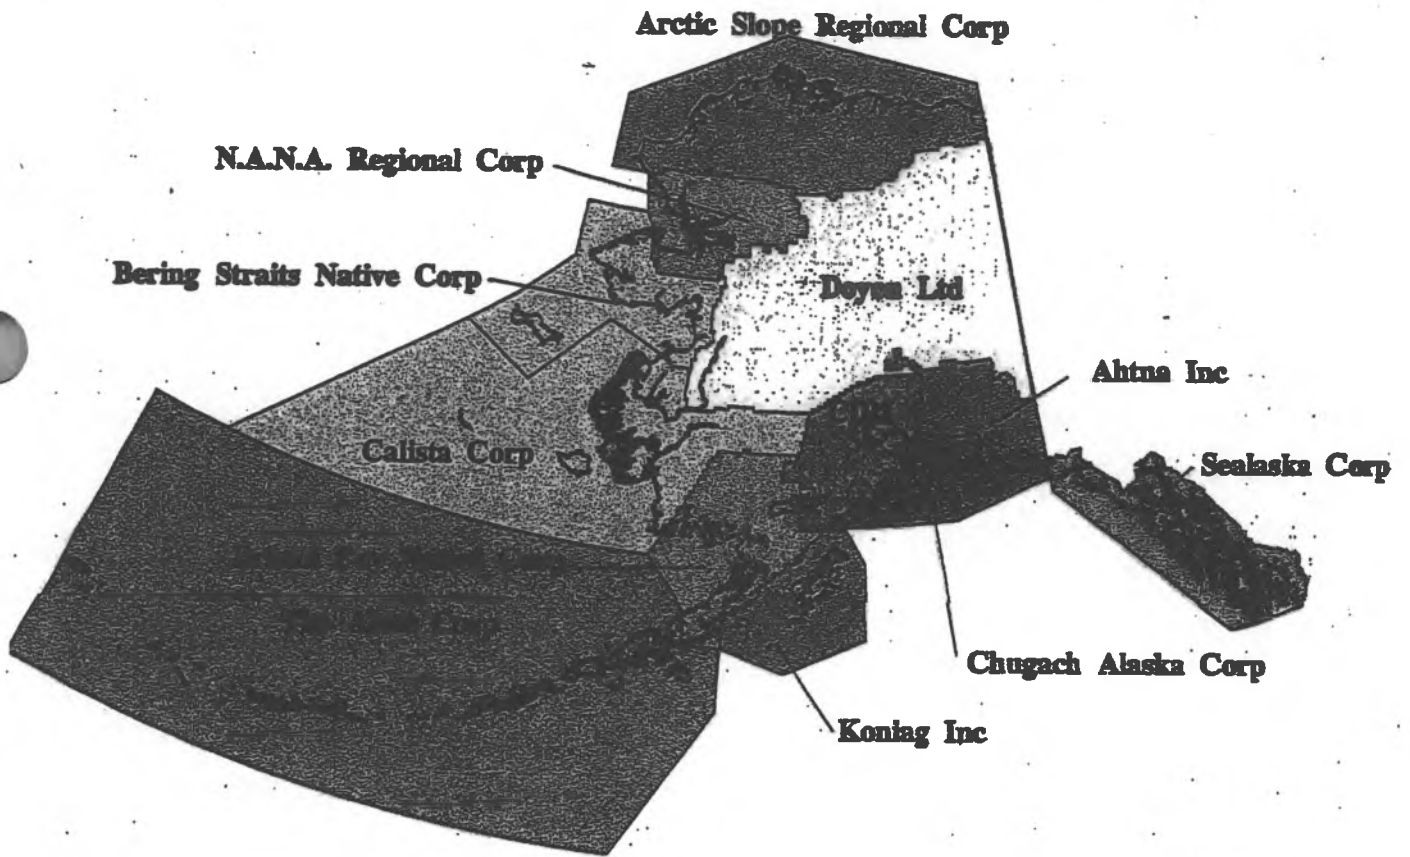 Arctic Slope Regional Corp
N.A.N.A. Regional Corp
Bering Straits Native Corp
Doyon Ltd
Ahtna Inc
Calista Corp
Sealaska Corp
Corp
Chugach Alaska Corp
Koniag Inc